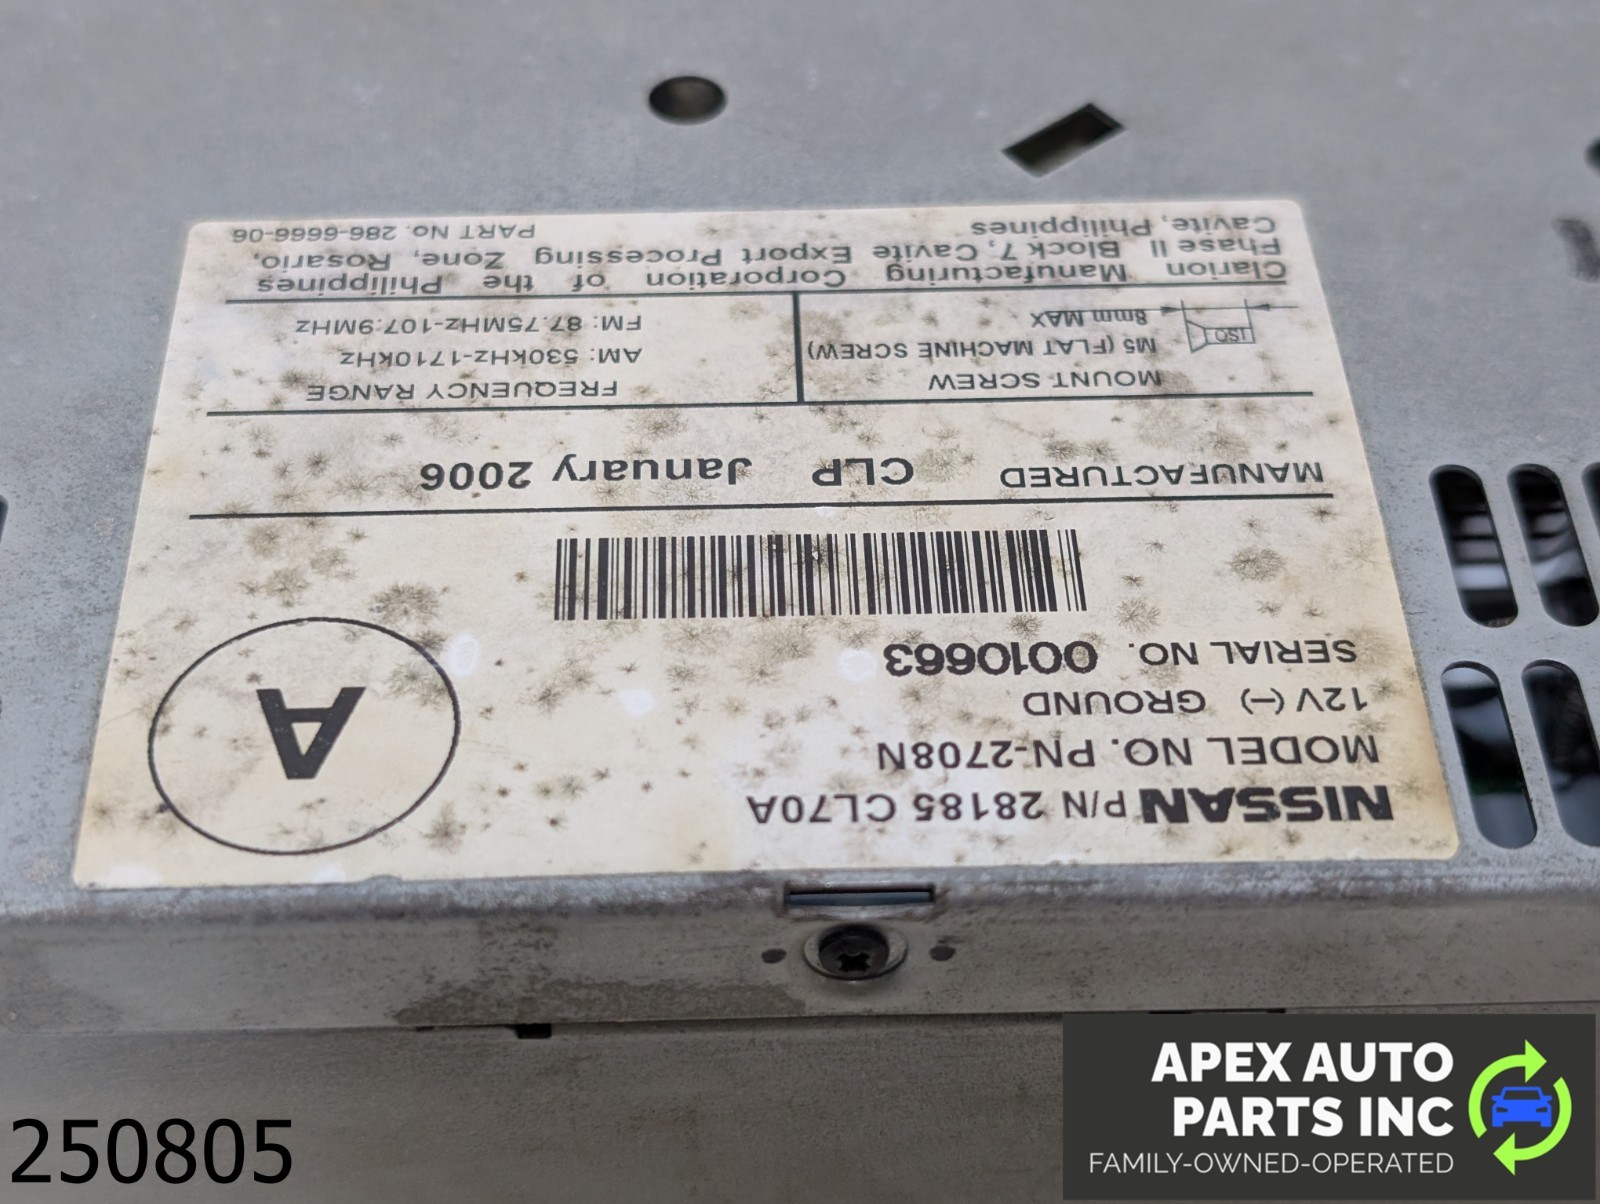 NISSAN P/N 28185 CL70A
MODEL NO. PN-2708N
12V (−) GROUND
SERIAL NO. 0010663
A
MANUFACTURED CLP January 2006
MOUNT SCREW
M5 (FLAT MACHINE SCREW)
ISO
8mm MAX
FREQUENCY RANGE
AM: 530kHz-1710kHz
FM: 87.75MHz-107.9MHz
Clarion Manufacturing Corporation of the Philippines
Phase II Block 7, Cavite Export Processing Zone, Rosario,
Cavite, Philippines PART No. 286-6666-06
250805
APEX AUTO
PARTS INC
FAMILY-OWNED-OPERATED